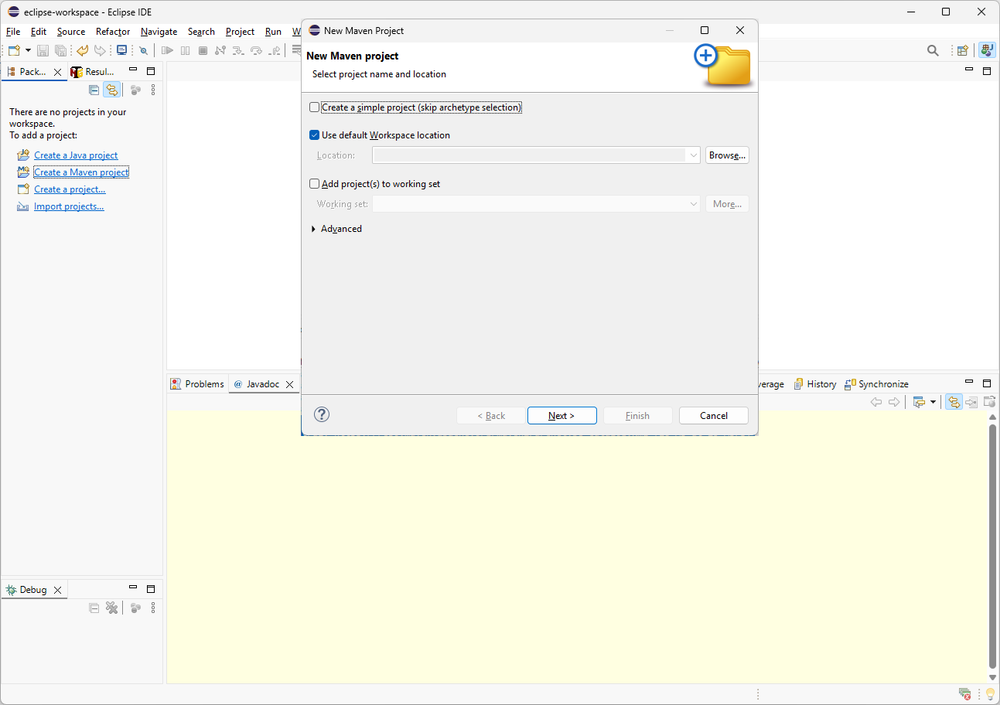 eclipse-workspace - Eclipse IDE
File Edit Source Refactor Navigate Search Project Run W
New Maven Project
New Maven project
Select project name and location
Pack...
Resul...
There are no projects in your
workspace.
To add a project:
Create a Java project
Create a Maven project
Create a project...
Import projects...
Create a simple project (skip archetype selection)
Use default Workspace location
Location:
Browse...
Add project(s) to working set
Working set:
More...
Advanced
< Back
Next >
Finish
Cancel
Problems
@ Javadoc
verage
History
Synchronize
Debug